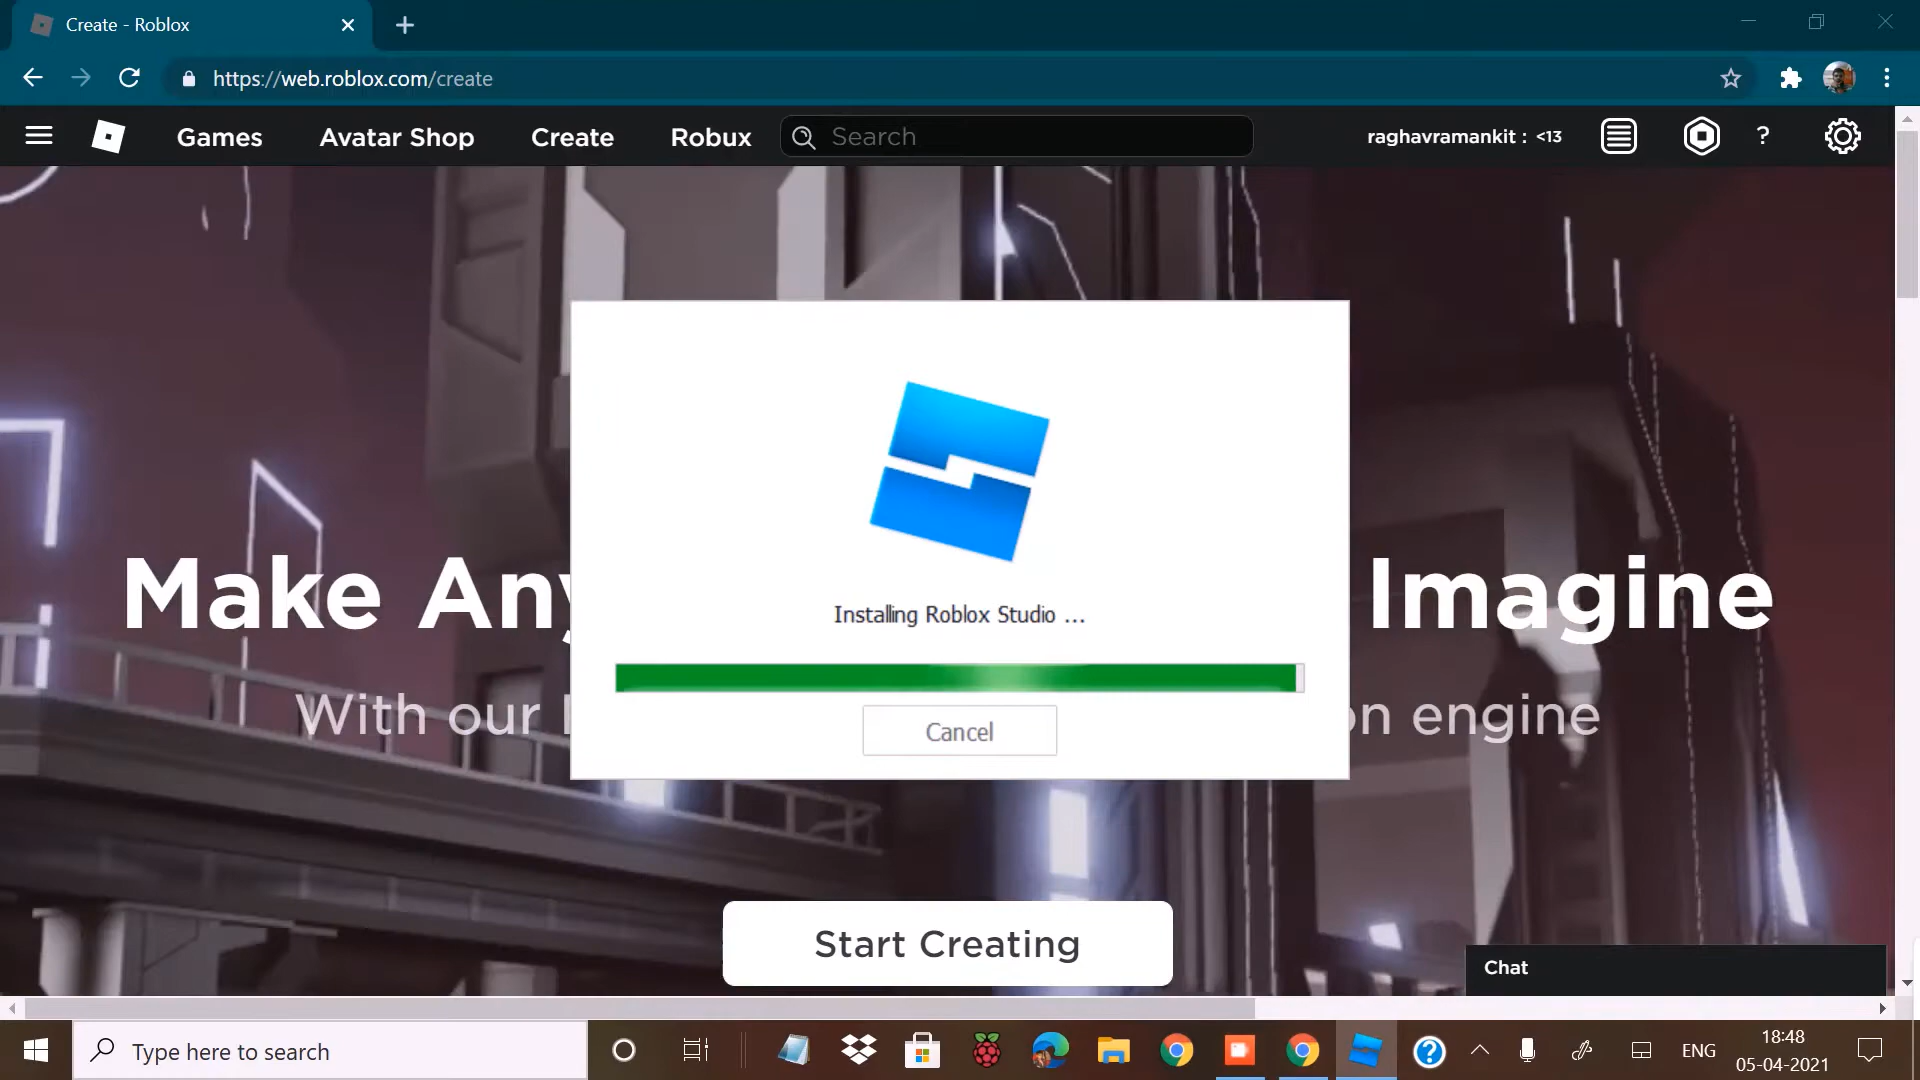 Create - Roblox
https://web.roblox.com/create
Games
Avatar Shop
Create
Robux
Search
raghavramankit : <13
?
Make Any
Imagine
Installing Roblox Studio ...
With our
on engine
Cancel
Start Creating
Chat
Type here to search
?
ENG
18:48
05-04-2021